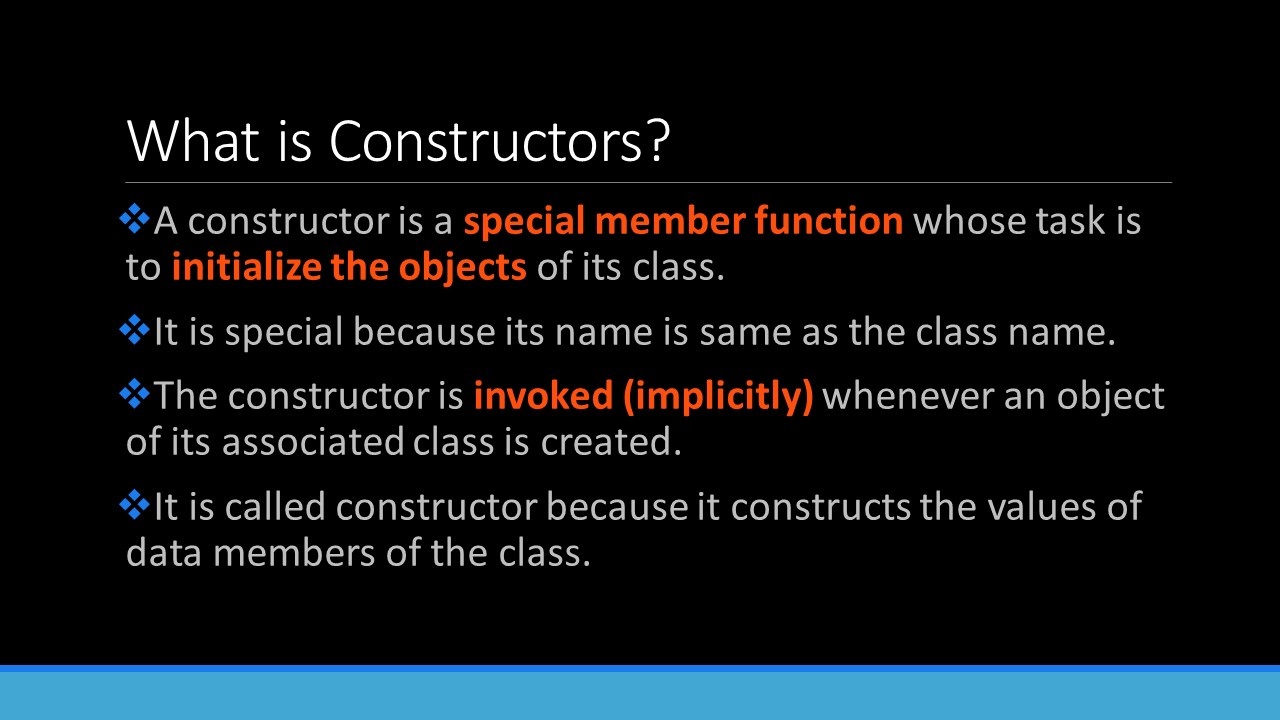 What is Constructors?
❖A constructor is a special member function whose task is
to initialize the objects of its class.
❖It is special because its name is same as the class name.
❖The constructor is invoked (implicitly) whenever an object
of its associated class is created.
❖It is called constructor because it constructs the values of
data members of the class.